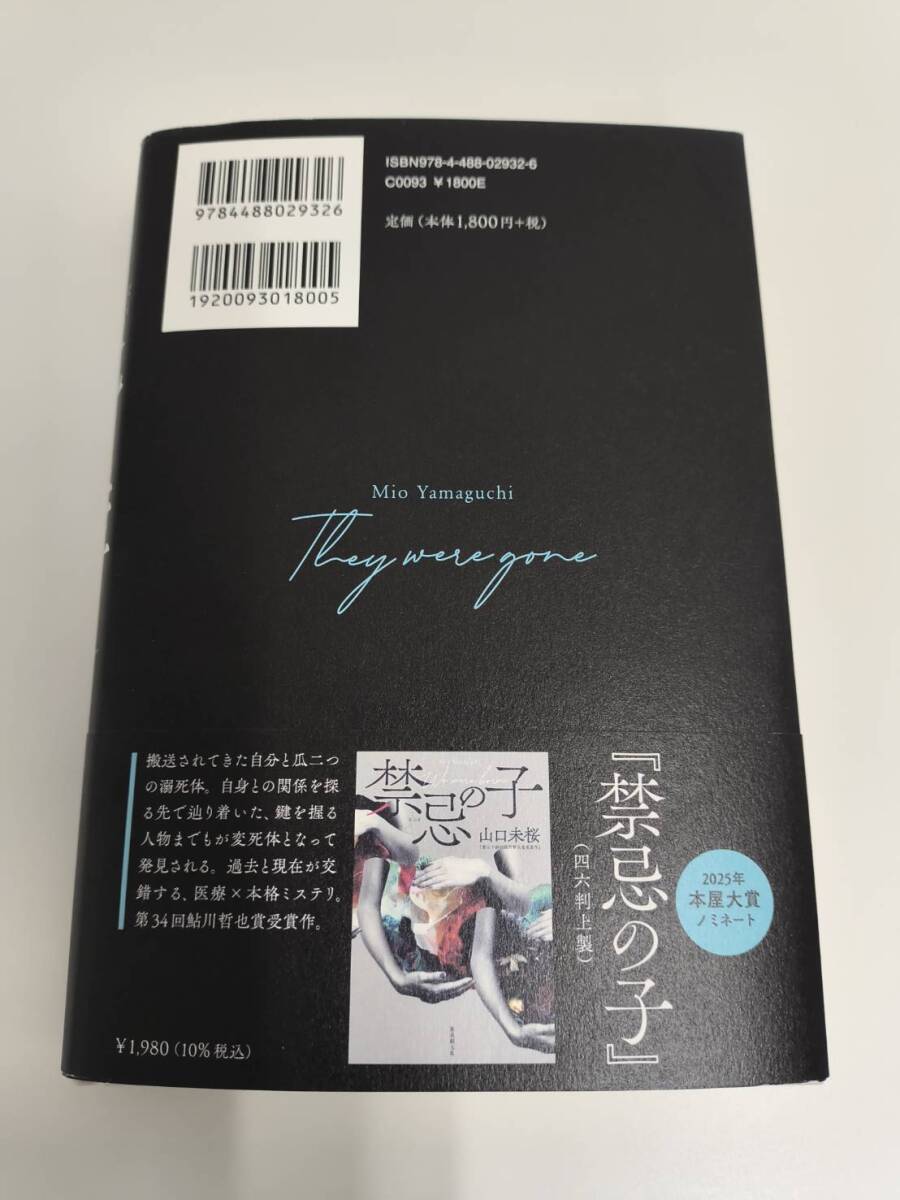 9784488029326
1920093018005
ISBN978-4-488-02932-6
C0093 ¥1800E
定価（本体1,800円+税）
Mio Yamaguchi
They were gone
搬送されてきた自分と瓜二つ
の溺死体。自身との関係を探
る先で辿り着いた、鍵を握る
人物までもが変死体となって
発見される。過去と現在が交
錯する、医療×本格ミステリ。
第34回鮎川哲也賞受賞作。
¥1,980（10%税込）
禁忌の子
山口未桜
『禁忌の子』
（四六判上製）
2025年
本屋大賞
ノミネート